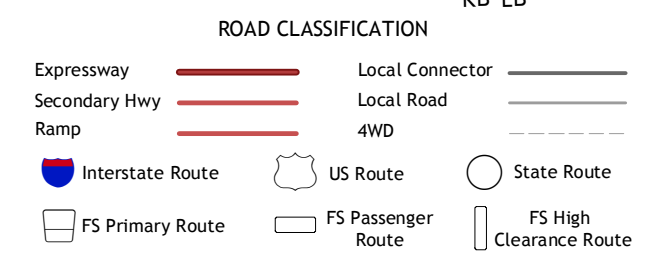 ROAD CLASSIFICATION
Expressway
Local Connector
Secondary Hwy
Local Road
Ramp
4WD
Interstate Route
US Route
State Route
FS Primary Route
FS Passenger
Route
FS High
Clearance Route